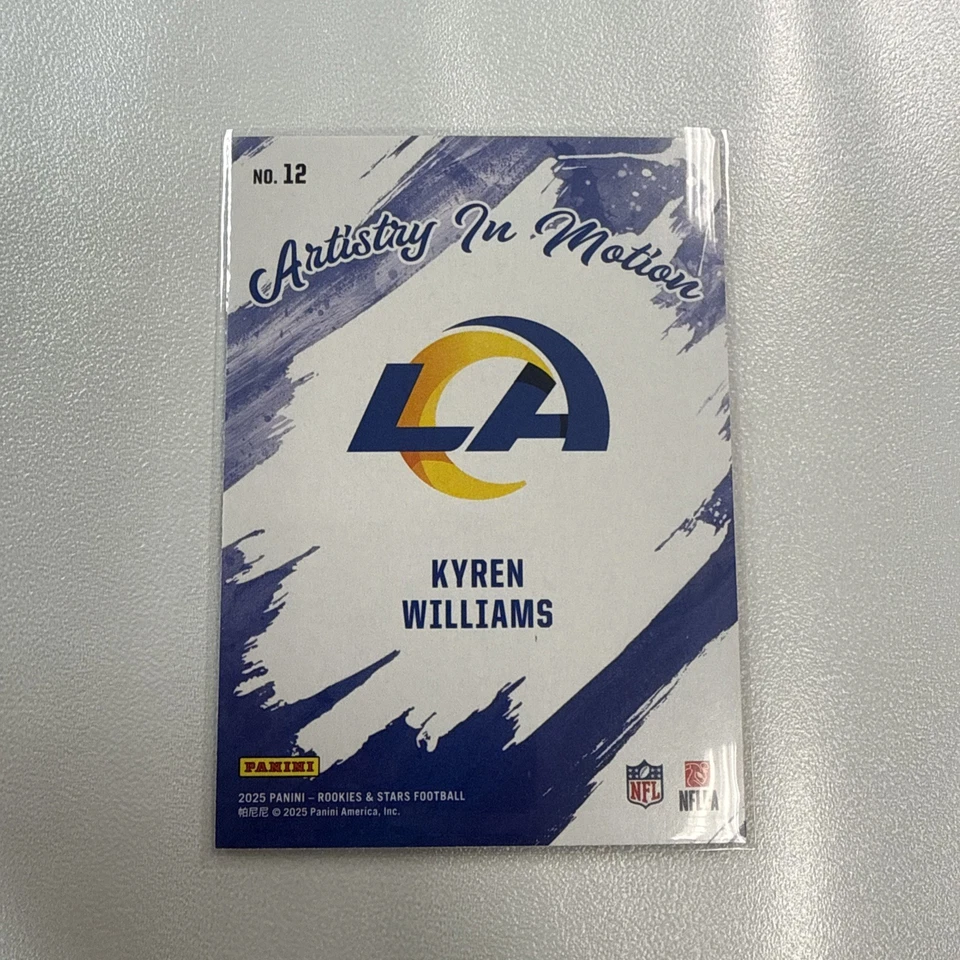 NO. 12
Artistry In Motion
LA
KYREN
WILLIAMS
PANINI
2025 PANINI – ROOKIES & STARS FOOTBALL
帕尼尼 © 2025 Panini America, Inc.
NFL
NFLPA